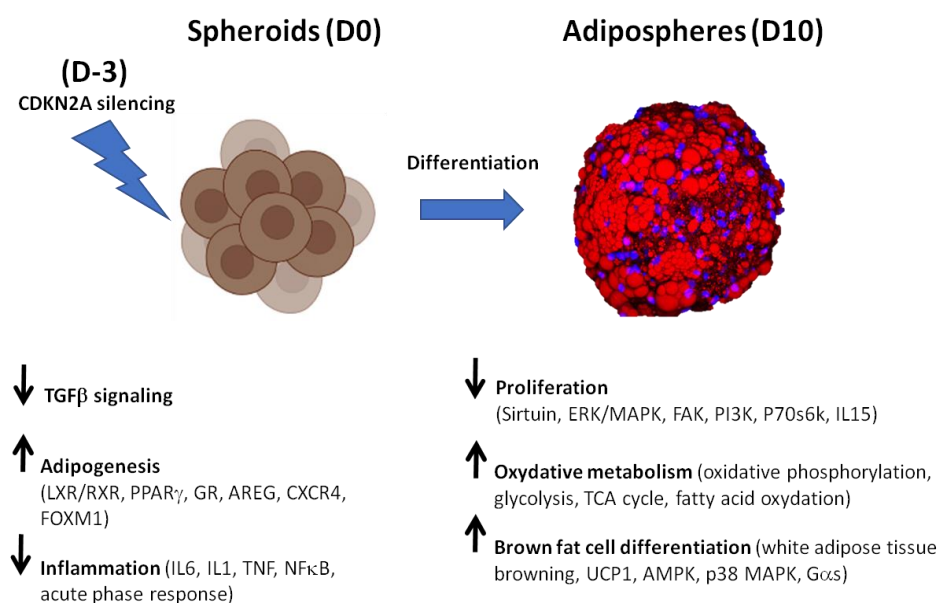 Spheroids (D0)
Adipospheres (D10)
(D-3)
CDKN2A silencing
Differentiation
TGFβ signaling
Adipogenesis
(LXR/RXR, PPARγ, GR, AREG, CXCR4,
FOXM1)
Inflammation (IL6, IL1, TNF, NFκB,
acute phase response)
Proliferation
(Sirtuin, ERK/MAPK, FAK, PI3K, P70s6k, IL15)
Oxydative metabolism (oxidative phosphorylation,
glycolysis, TCA cycle, fatty acid oxydation)
Brown fat cell differentiation (white adipose tissue
browning, UCP1, AMPK, p38 MAPK, Gαs)